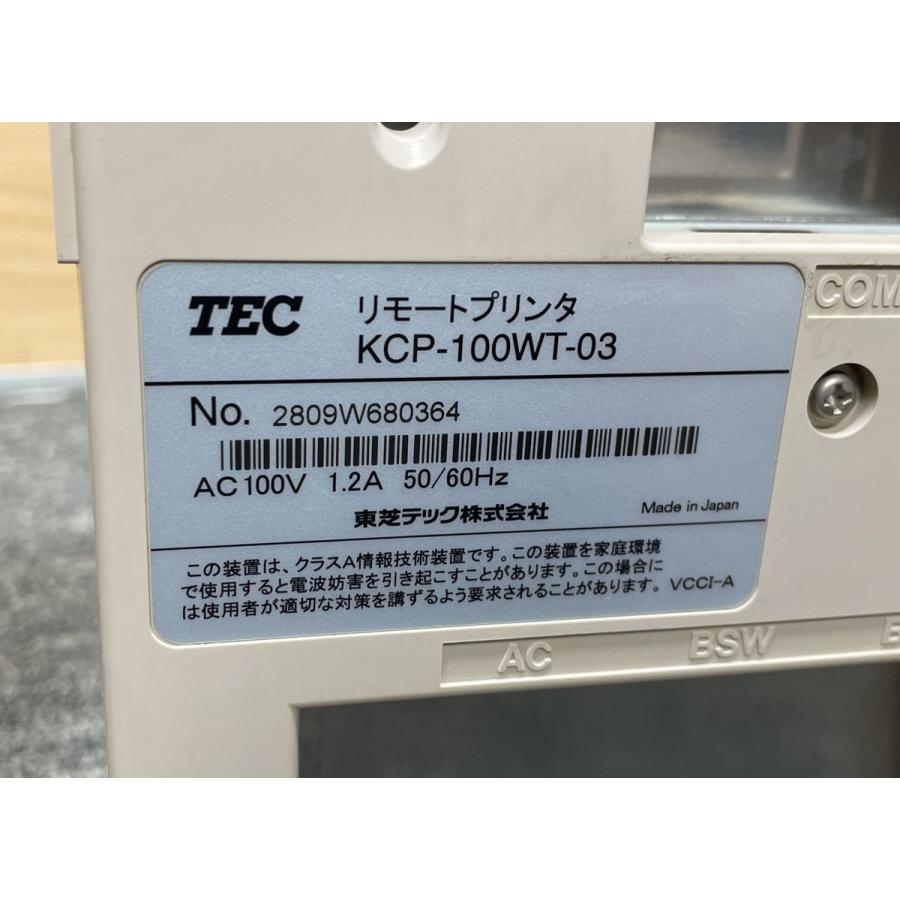 TEC リモートプリンタ
KCP-100WT-03
No. 2809W680364
AC100V 1.2A 50/60Hz
東芝テック株式会社 Made in Japan
この装置は、クラスA情報技術装置です。この装置を家庭環境
で使用すると電波妨害を引き起こすことがあります。この場合に
は使用者が適切な対策を講ずるよう要求されることがあります。 VCCI-A
COM
AC BSW